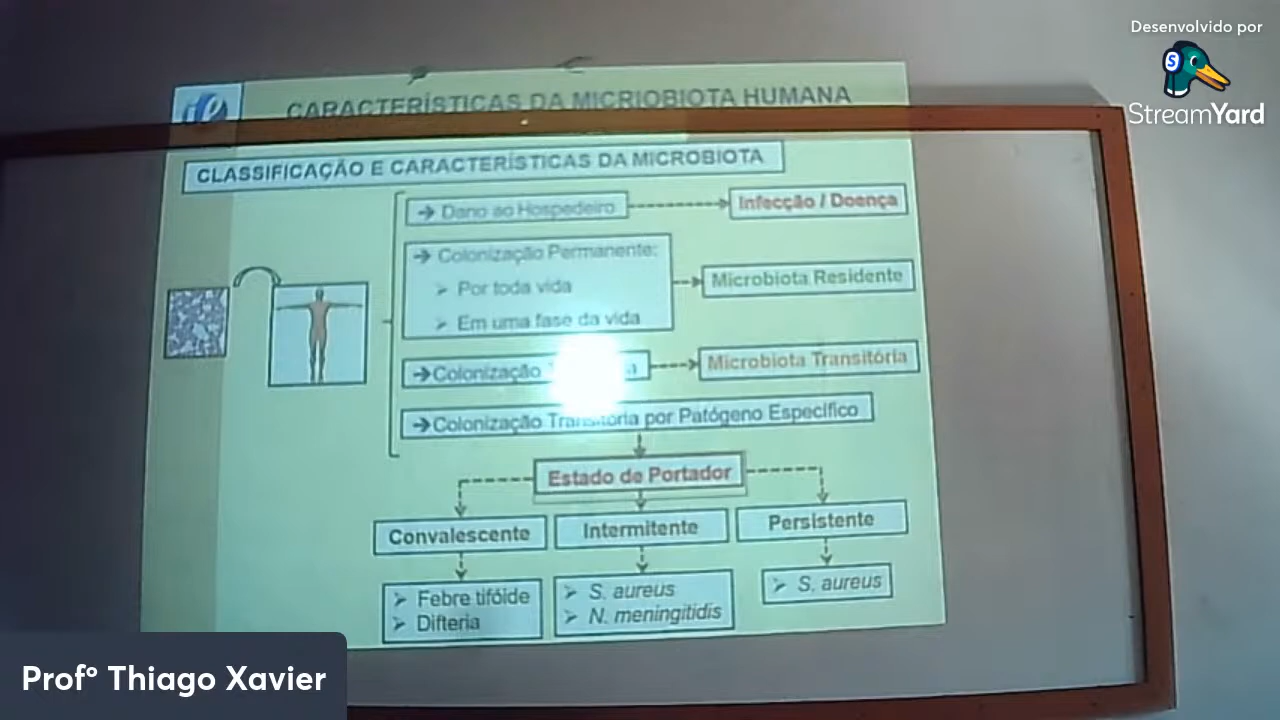 Desenvolvido por
StreamYard
CARACTERÍSTICAS DA MICRIOBIOTA HUMANA
CLASSIFICAÇÃO E CARACTERÍSTICAS DA MICROBIOTA
➔ Dano ao Hospedeiro
Infecção / Doença
➔ Colonização Permanente:
➢ Por toda vida
➢ Em uma fase da vida
Microbiota Residente
➔Colonização
Microbiota Transitória
➔Colonização Transitória por Patógeno Específico
Estado de Portador
Convalescente
Intermitente
Persistente
➢ Febre tifóide
➢ Difteria
➢ S. aureus
➢ N. meningitidis
➢ S. aureus
Profº Thiago Xavier